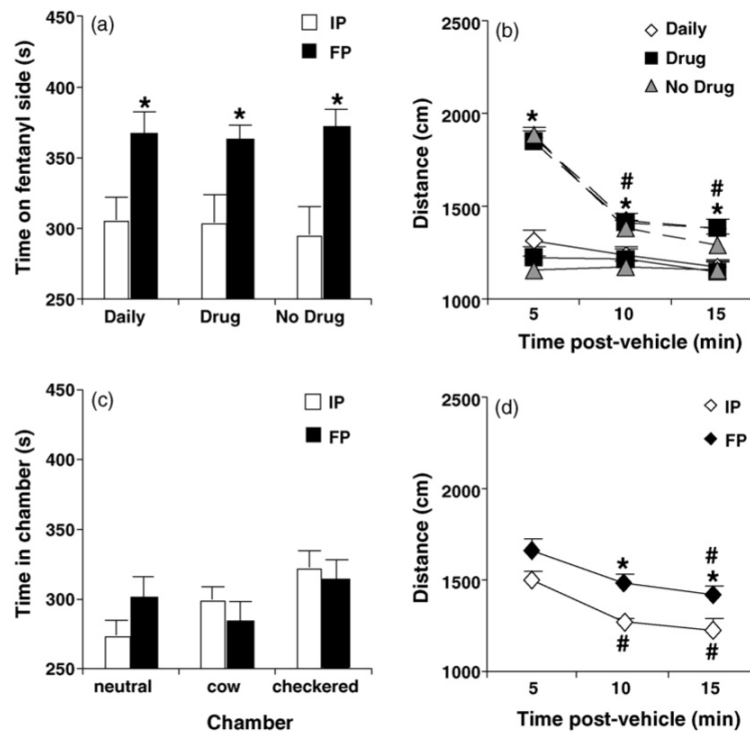 (a)
IP
FP
450
400
350
300
250
Time on fentanyl side (s)
*
*
*
Daily
Drug
No Drug
(b)
Daily
Drug
No Drug
2500
2000
1500
1000
Distance (cm)
*
#
*
#
*
5
10
15
Time post-vehicle (min)
(c)
IP
FP
450
400
350
300
250
Time in chamber (s)
neutral
cow
checkered
Chamber
(d)
IP
FP
2500
2000
1500
1000
Distance (cm)
*
#
*
#
#
5
10
15
Time post-vehicle (min)